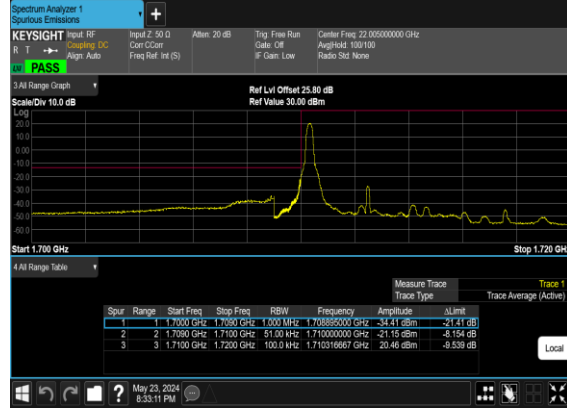 Spectrum Analyzer 1
Spurious Emissions
+
KEYSIGHT Input: RF Input Z: 50 Ω Atten: 20 dB Trig: Free Run Center Freq: 22.005000000 GHz
R T Coupling: DC Corr CCorr Gate: Off Avg|Hold: 100/100
Align: Auto Freq Ref: Int (S) IF Gain: Low Radio Std: None
LW PASS
3 All Range Graph
Ref Lvl Offset 25.80 dB
Scale/Div 10.0 dB Ref Value 30.00 dBm
Log
20.0
10.0
0.00
-10.0
-20.0
-30.0
-40.0
-50.0
-60.0
Start 1.700 GHz Stop 1.720 GHz
4 All Range Table
Measure Trace Trace 1
Trace Type Trace Average (Active)
Spur Range Start Freq Stop Freq RBW Frequency Amplitude ΔLimit
1 1 1.7000 GHz 1.7090 GHz 1.000 MHz 1.708895000 GHz -34.41 dBm -21.41 dB
2 2 1.7090 GHz 1.7100 GHz 51.00 kHz 1.710000000 GHz -21.15 dBm -8.154 dB
3 3 1.7100 GHz 1.7200 GHz 100.0 kHz 1.710316667 GHz 20.46 dBm -9.539 dB
Local
? May 23, 2024
8:33:11 PM